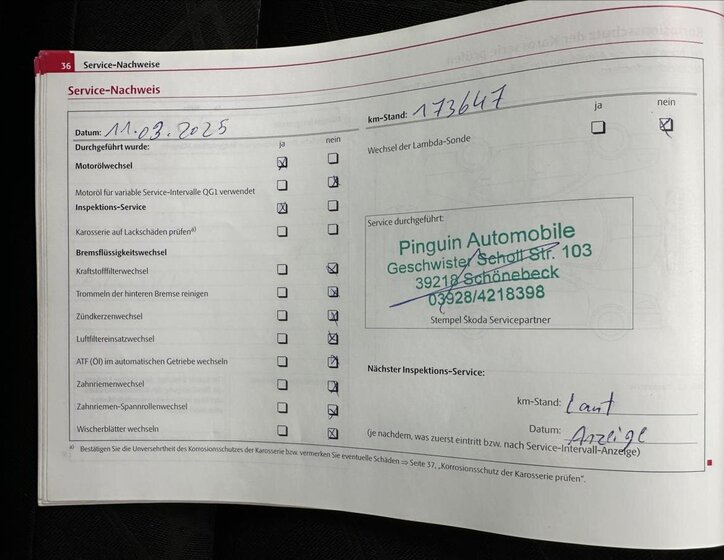 36 Service-Nachweise
Service-Nachweis
Datum: 11.03.2025
km-Stand: 173647
Durchgeführt wurde: ja nein
ja nein
Motorölwechsel
Wechsel der Lambda-Sonde
Motoröl für variable Service-Intervalle QG1 verwendet
Inspektions-Service
Karosserie auf Lackschäden prüfen a)
Bremsflüssigkeitswechsel
Kraftstofffilterwechsel
Trommeln der hinteren Bremse reinigen
Zündkerzenwechsel
Luftfiltereinsatzwechsel
ATF (Öl) im automatischen Getriebe wechseln
Zahnriemenwechsel
Zahnriemen-Spannrollenwechsel
Wischerblätter wechseln
Service durchgeführt:
Pinguin Automobile
Geschwister Scholl Str. 103
39218 Schönebeck
03928/4218398
Stempel Škoda Servicepartner
Nächster Inspektions-Service:
km-Stand: Laut
Datum: Anzeige
(je nachdem, was zuerst eintritt bzw. nach Service-Intervall-Anzeige)
a) Bestätigen Sie die Unversehrtheit des Korrosionsschutzes der Karosserie bzw. vermerken Sie eventuelle Schäden ⇒ Seite 37, „Korrosionsschutz der Karosserie prüfen“.